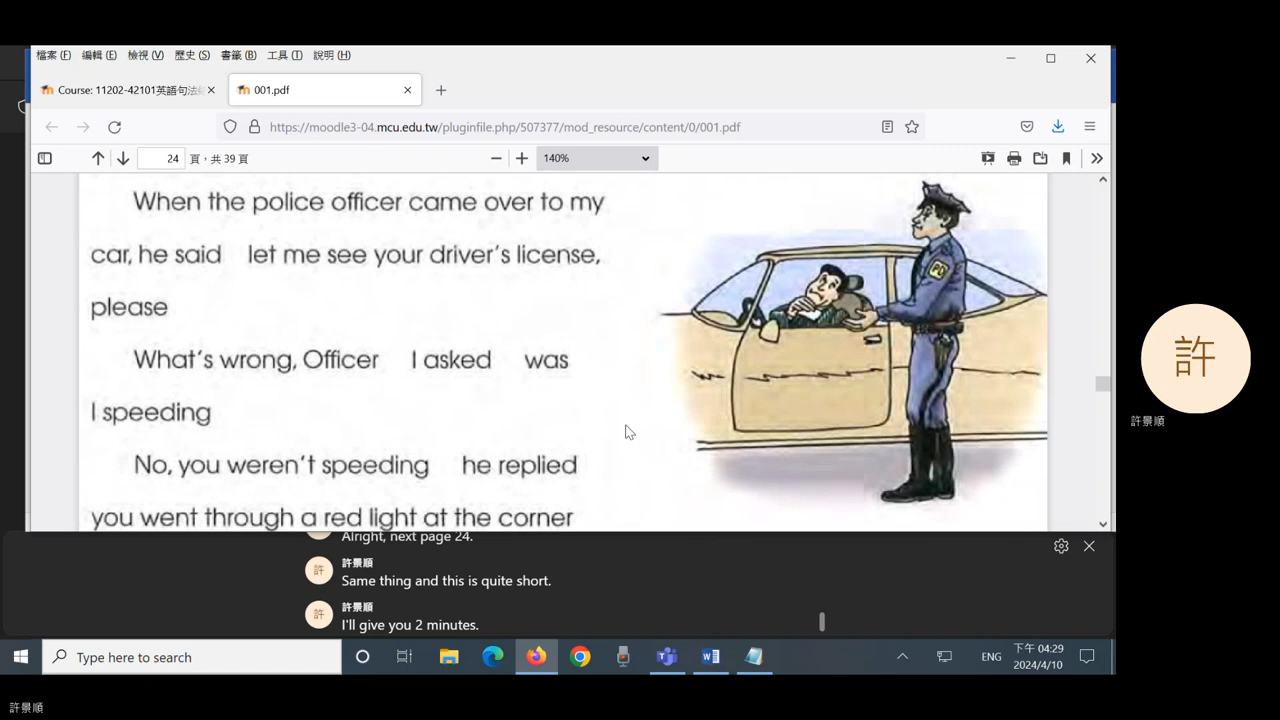 檔案 (F) 編輯 (E) 檢視 (V) 歷史 (S) 書籤 (B) 工具 (T) 說明 (H)
Course: 11202-42101英語句法
001.pdf
https://moodle3-04.mcu.edu.tw/pluginfile.php/507377/mod_resource/content/0/001.pdf
24 頁，共 39 頁
140%
When the police officer came over to my
car, he said let me see your driver's license,
please
What's wrong, Officer I asked was
I speeding
No, you weren't speeding he replied
you went through a red light at the corner
許
許景順
Alright, next page 24.
許景順
許
Same thing and this is quite short.
許景順
許
I'll give you 2 minutes.
Type here to search
ENG
下午 04:29
2024/4/10
許景順